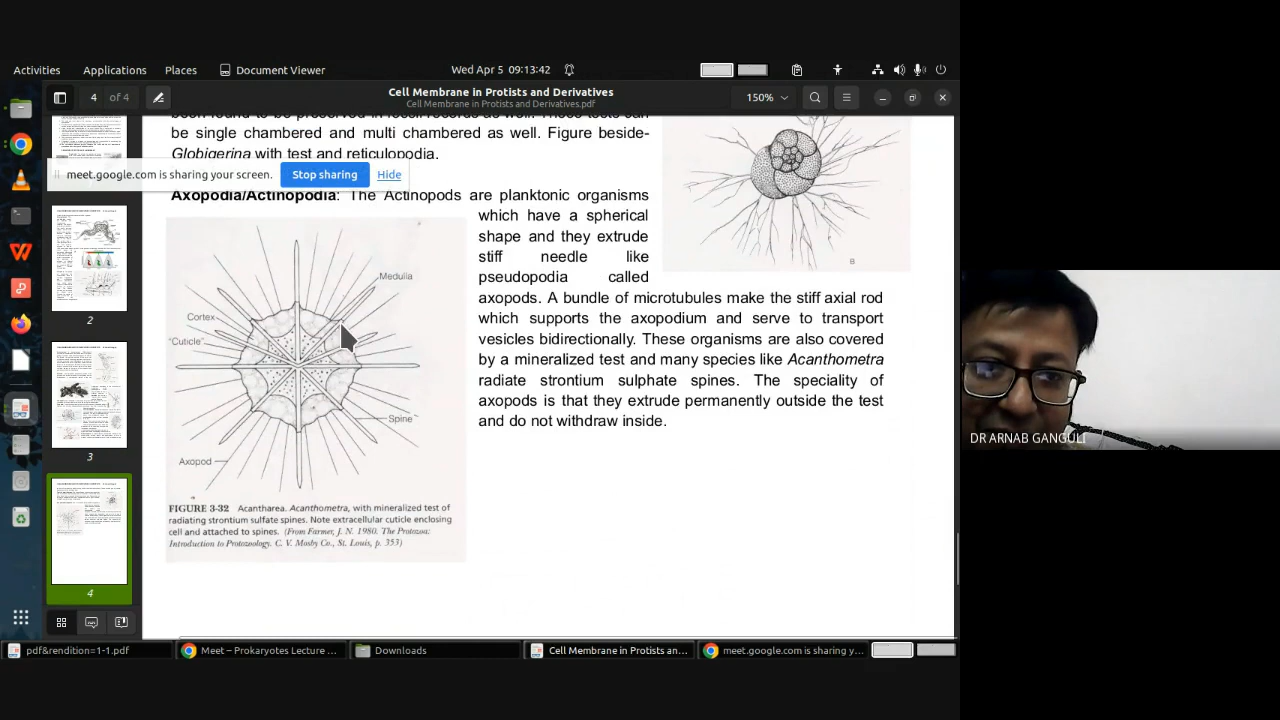 Activities Applications Places Document Viewer Wed Apr 5 09:13:42
4 of 4 Cell Membrane in Protists and Derivatives 150%
Cell Membrane in Protists and Derivatives.pdf
be single chambered and multi chambered as well. Figure beside-
Globigerina with test and reticulopodia.
meet.google.com is sharing your screen. Stop sharing Hide
Axopodia/Actinopodia: The Actinopods are planktonic organisms
which have a spherical
shape and they extrude
stiff needle like
pseudopodia called
axopods. A bundle of microtubules make the stiff axial rod
which supports the axopodium and serve to transport
vesicles bidirectionally. These organisms are also covered
by a mineralized test and many species like Acanthometra
radiate strontium sulphate spines. The speciality of
axopods is that they extrude permanently outside the test
and do not withdraw inside.
B
Medulla
Cortex
"Cuticle"
Spine
Axopod
FIGURE 3-32 Acantharea. Acanthometra, with mineralized test of
radiating strontium sulfate spines. Note extracellular cuticle enclosing
cell and attached to spines. (From Farmer, J. N. 1980. The Protozoa:
Introduction to Protozoology. C. V. Mosby Co., St. Louis, p. 353)
2
3
4
DR ARNAB GANGULI
pdf&rendition=1-1.pdf Meet – Prokaryotes Lecture ... Downloads Cell Membrane in Protists an... meet.google.com is sharing y...